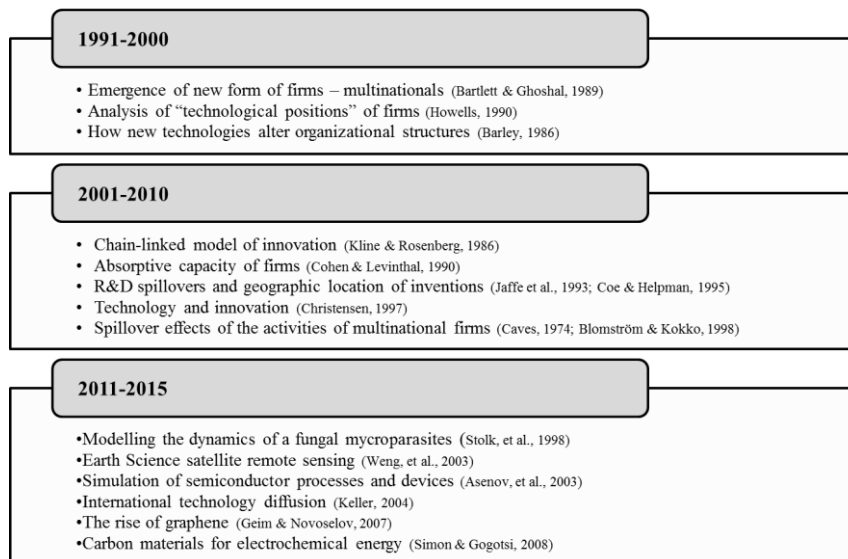 1991-2000
• Emergence of new form of firms – multinationals (Bartlett & Ghoshal, 1989)
• Analysis of “technological positions” of firms (Howells, 1990)
• How new technologies alter organizational structures (Barley, 1986)
2001-2010
• Chain-linked model of innovation (Kline & Rosenberg, 1986)
• Absorptive capacity of firms (Cohen & Levinthal, 1990)
• R&D spillovers and geographic location of inventions (Jaffe et al., 1993; Coe & Helpman, 1995)
• Technology and innovation (Christensen, 1997)
• Spillover effects of the activities of multinational firms (Caves, 1974; Blomström & Kokko, 1998)
2011-2015
•Modelling the dynamics of a fungal mycroparasites (Stolk, et al., 1998)
•Earth Science satellite remote sensing (Weng, et al., 2003)
•Simulation of semiconductor processes and devices (Asenov, et al., 2003)
•International technology diffusion (Keller, 2004)
•The rise of graphene (Geim & Novoselov, 2007)
•Carbon materials for electrochemical energy (Simon & Gogotsi, 2008)